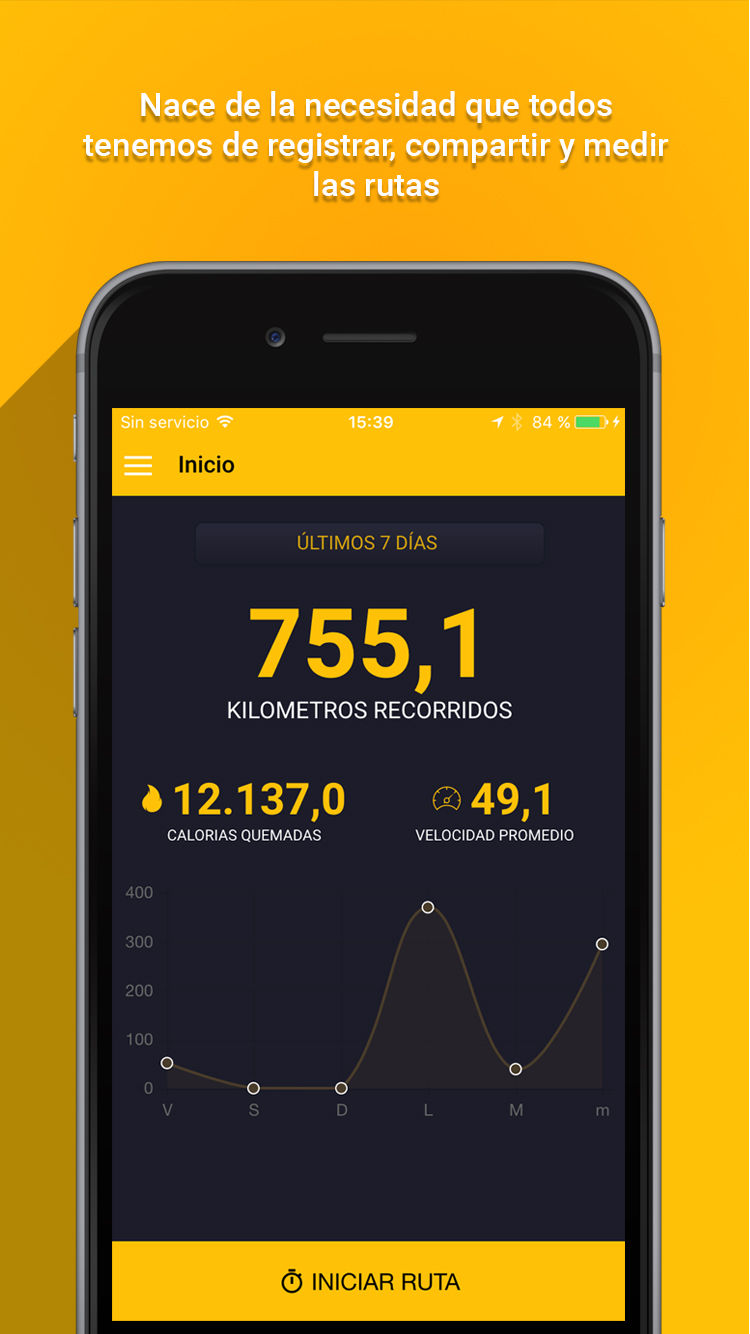 Nace de la necesidad que todos
tenemos de registrar, compartir y medir
las rutas
Sin servicio 15:39 84 %
Inicio
ÚLTIMOS 7 DÍAS
755,1
KILOMETROS RECORRIDOS
12.137,0 49,1
CALORIAS QUEMADAS VELOCIDAD PROMEDIO
400
300
200
100
0
V S D L M m
INICIAR RUTA